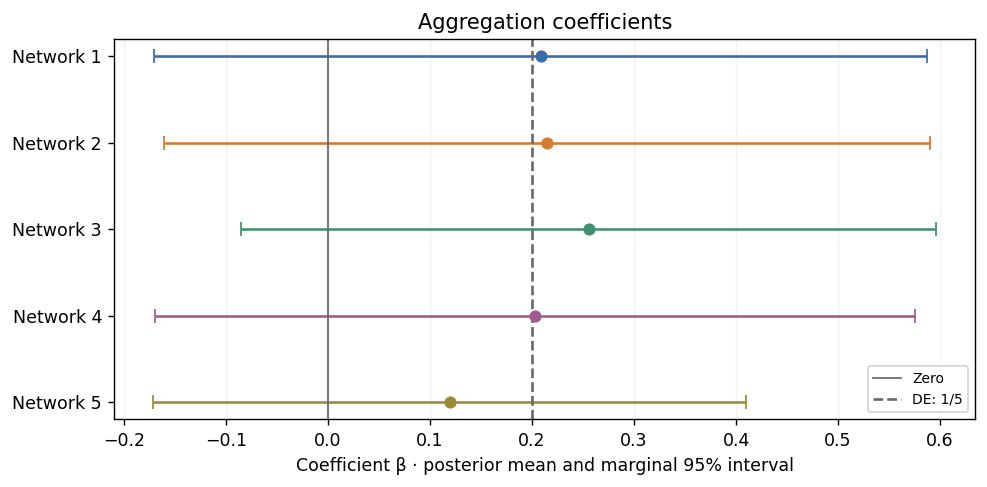 Aggregation coefficients
Network 1
Network 2
Network 3
Network 4
Network 5
Zero
DE: 1/5
−0.2 −0.1 0.0 0.1 0.2 0.3 0.4 0.5 0.6
Coefficient β · posterior mean and marginal 95% interval